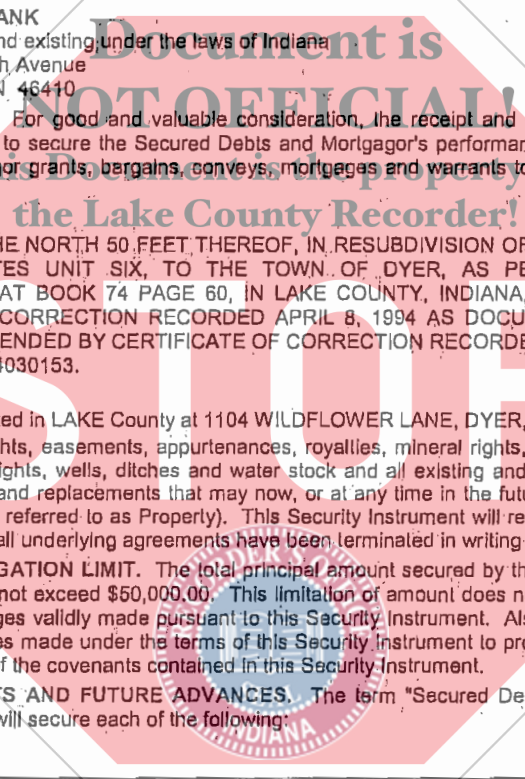 ANK
nd existing under the laws of Indiana
h Avenue
N 46410
Document is
NOT OFFICIAL!
For good and valuable consideration, the receipt and
to secure the Secured Debts and Mortgagor's performan
or grants, bargains, conveys, mortgages and warrants to
is Document is the property
the Lake County Recorder!
HE NORTH 50 FEET THEREOF, IN RESUBDIVISION OF
TES UNIT SIX, TO THE TOWN OF DYER, AS PE
AT BOOK 74 PAGE 60, IN LAKE COUNTY, INDIANA,
CORRECTION RECORDED APRIL 8, 1994 AS DOCU
ENDED BY CERTIFICATE OF CORRECTION RECORDE
4030153.
STOP
ted in LAKE County at 1104 WILDFLOWER LANE, DYER,
hts, easements, appurtenances, royalties, mineral rights,
ights, wells, ditches and water stock and all existing and
and replacements that may now, or at any time in the futu
referred to as Property). This Security Instrument will re
all underlying agreements have been terminated in writing
GATION LIMIT. The total principal amount secured by th
not exceed $50,000.00. This limitation of amount does n
ges validly made pursuant to this Security Instrument. Als
es made under the terms of this Security Instrument to pro
f the covenants contained in this Security Instrument.
TS AND FUTURE ADVANCES. The term "Secured De
will secure each of the following:
RECORDER'S OFFICE
SEAL
INDIANA